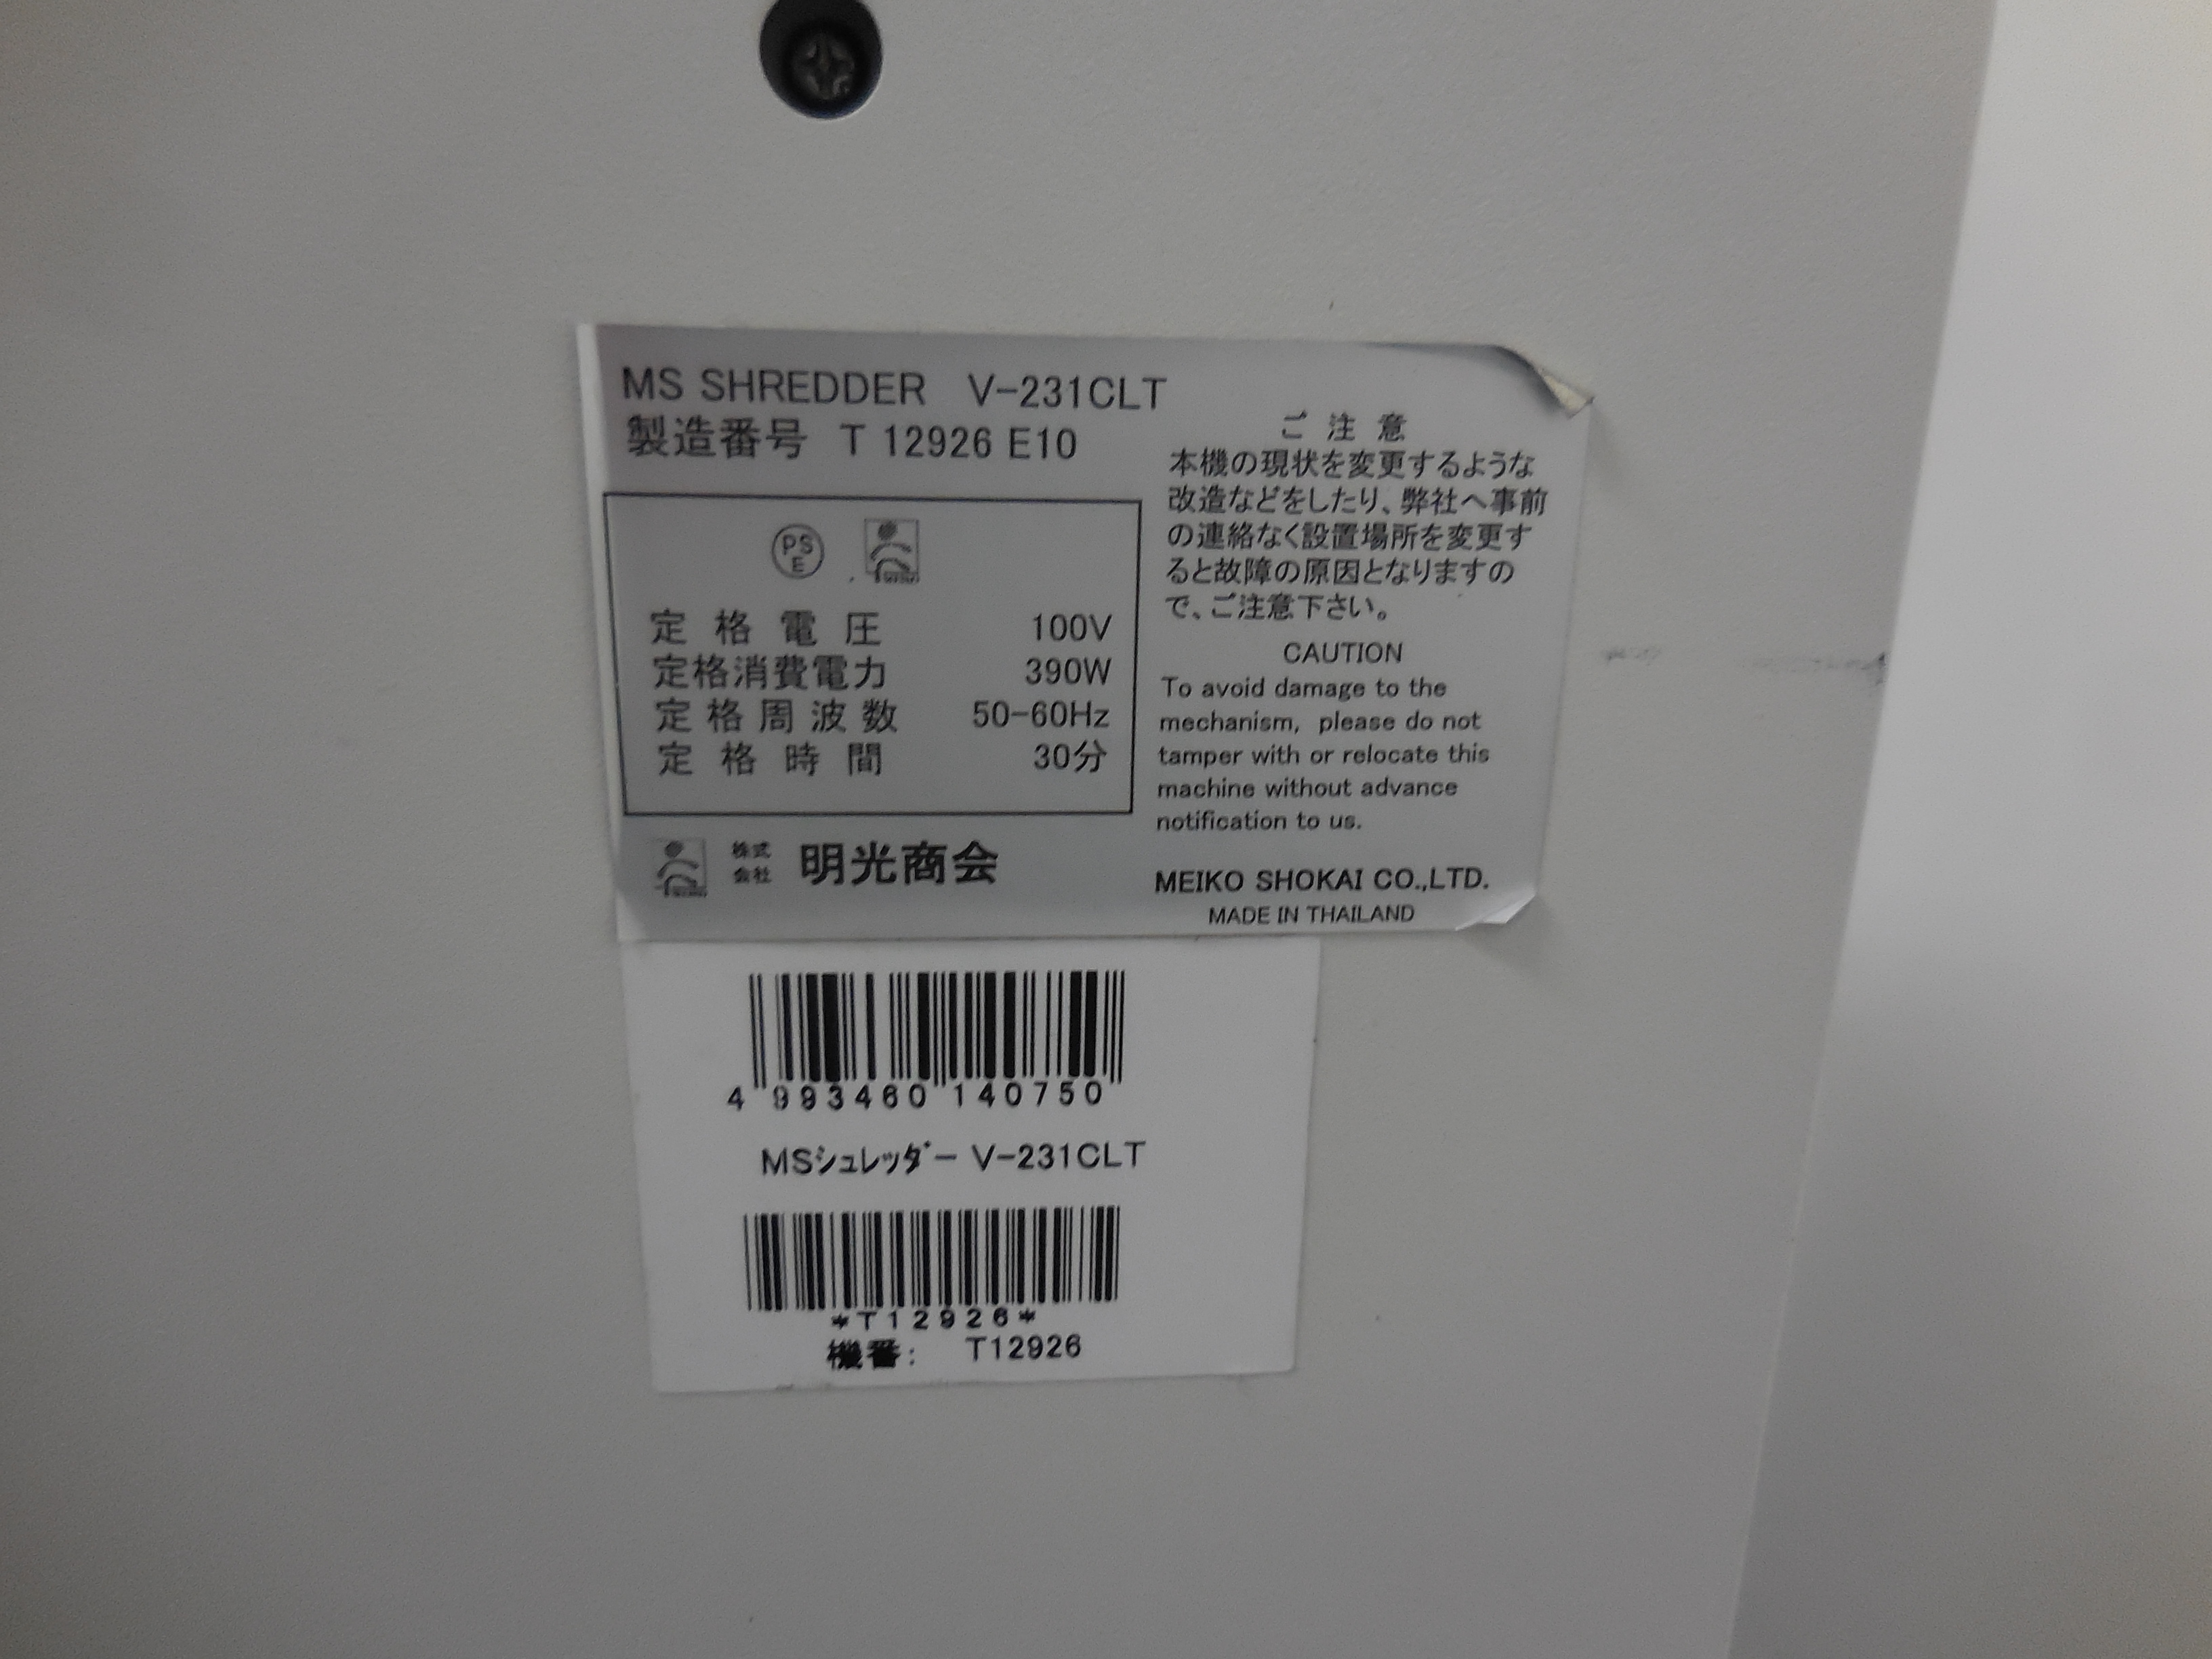 MS SHREDDER V-231CLT
製造番号 T 12926 E10
PS
E
定格電圧 100V
定格消費電力 390W
定格周波数 50-60Hz
定格時間 30分
株式
会社 明光商会
ご注意
本機の現状を変更するような
改造などをしたり、弊社へ事前
の連絡なく設置場所を変更す
ると故障の原因となりますの
で、ご注意下さい。
CAUTION
To avoid damage to the
mechanism, please do not
tamper with or relocate this
machine without advance
notification to us.
MEIKO SHOKAI CO.,LTD.
MADE IN THAILAND
4 993460 140750
MSシュレッダー V-231CLT
*T12926*
機番: T12926